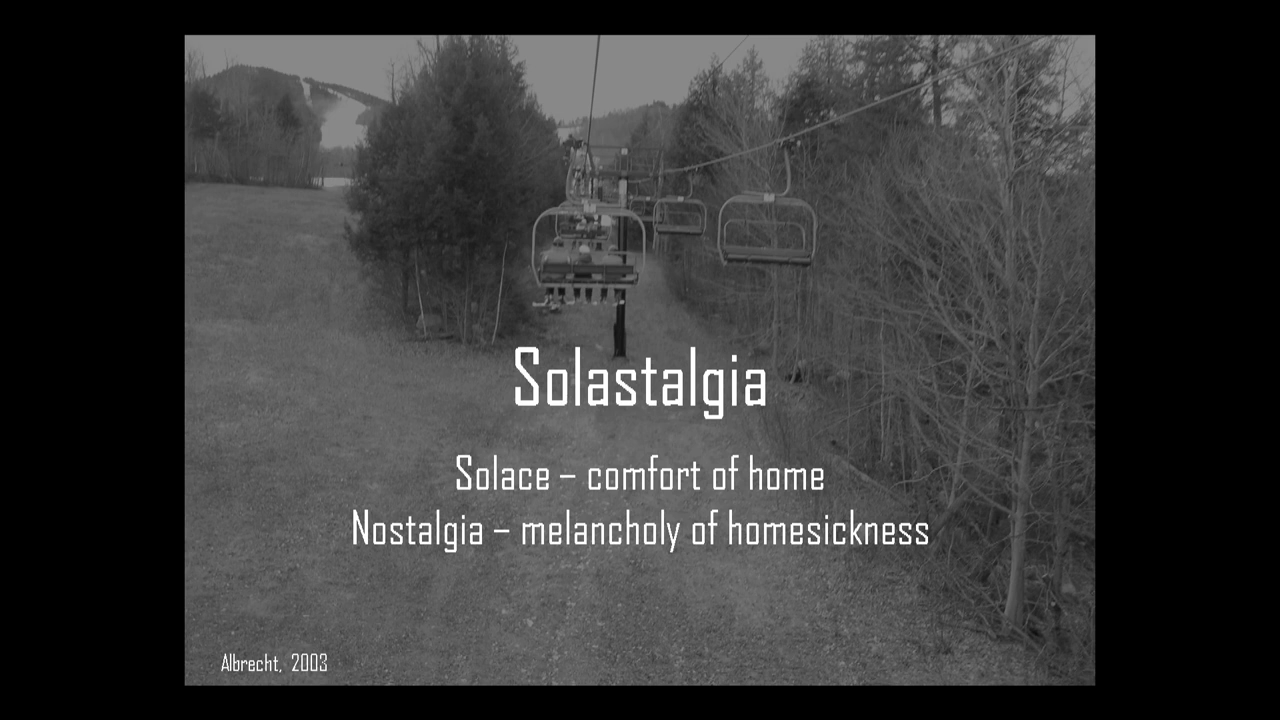 Solastalgia
Solace – comfort of home
Nostalgia – melancholy of homesickness
Albrecht, 2003